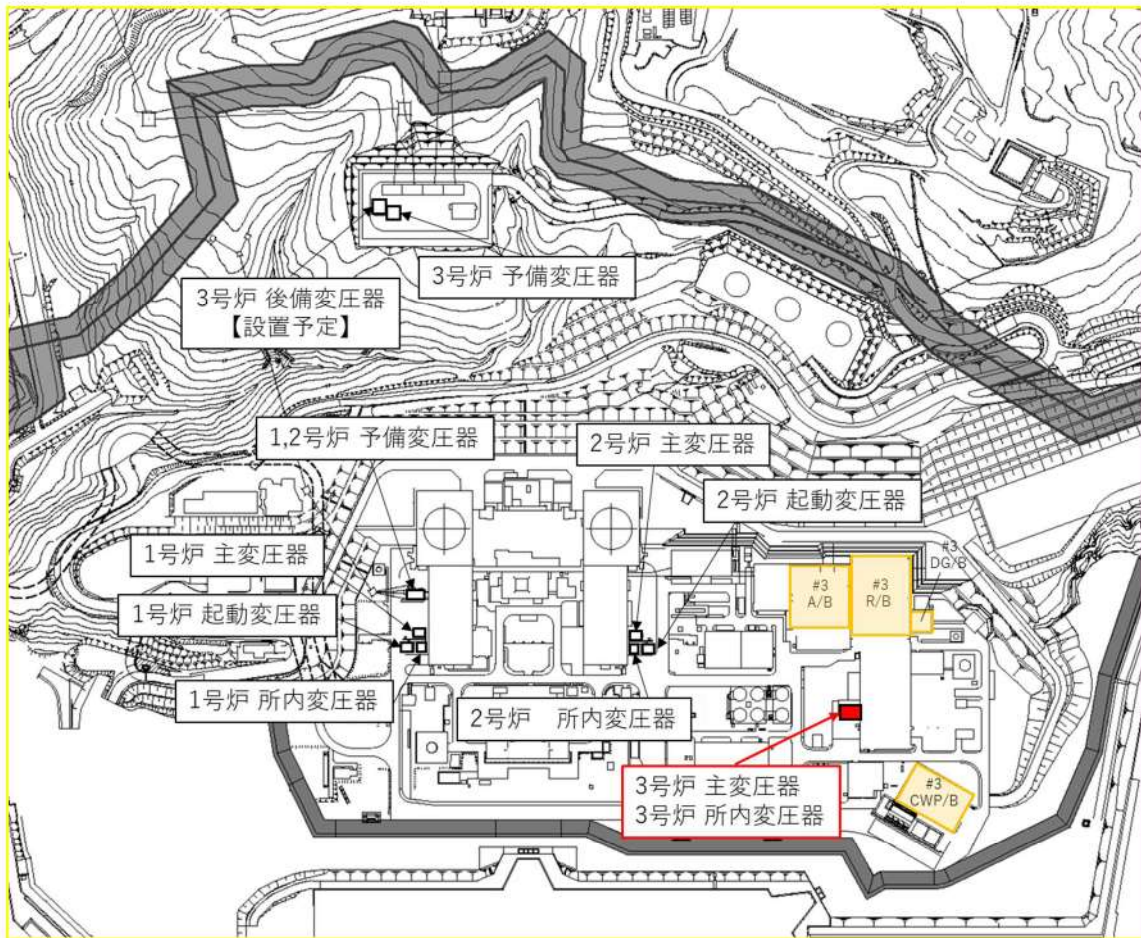 3号炉 予備変圧器
3号炉 後備変圧器
【設置予定】
1,2号炉 予備変圧器
2号炉 主変圧器
2号炉 起動変圧器
1号炉 主変圧器
#3
DG/B
#3
A/B
#3
R/B
1号炉 起動変圧器
1号炉 所内変圧器
2号炉 所内変圧器
3号炉 主変圧器
3号炉 所内変圧器
#3
CWP/B